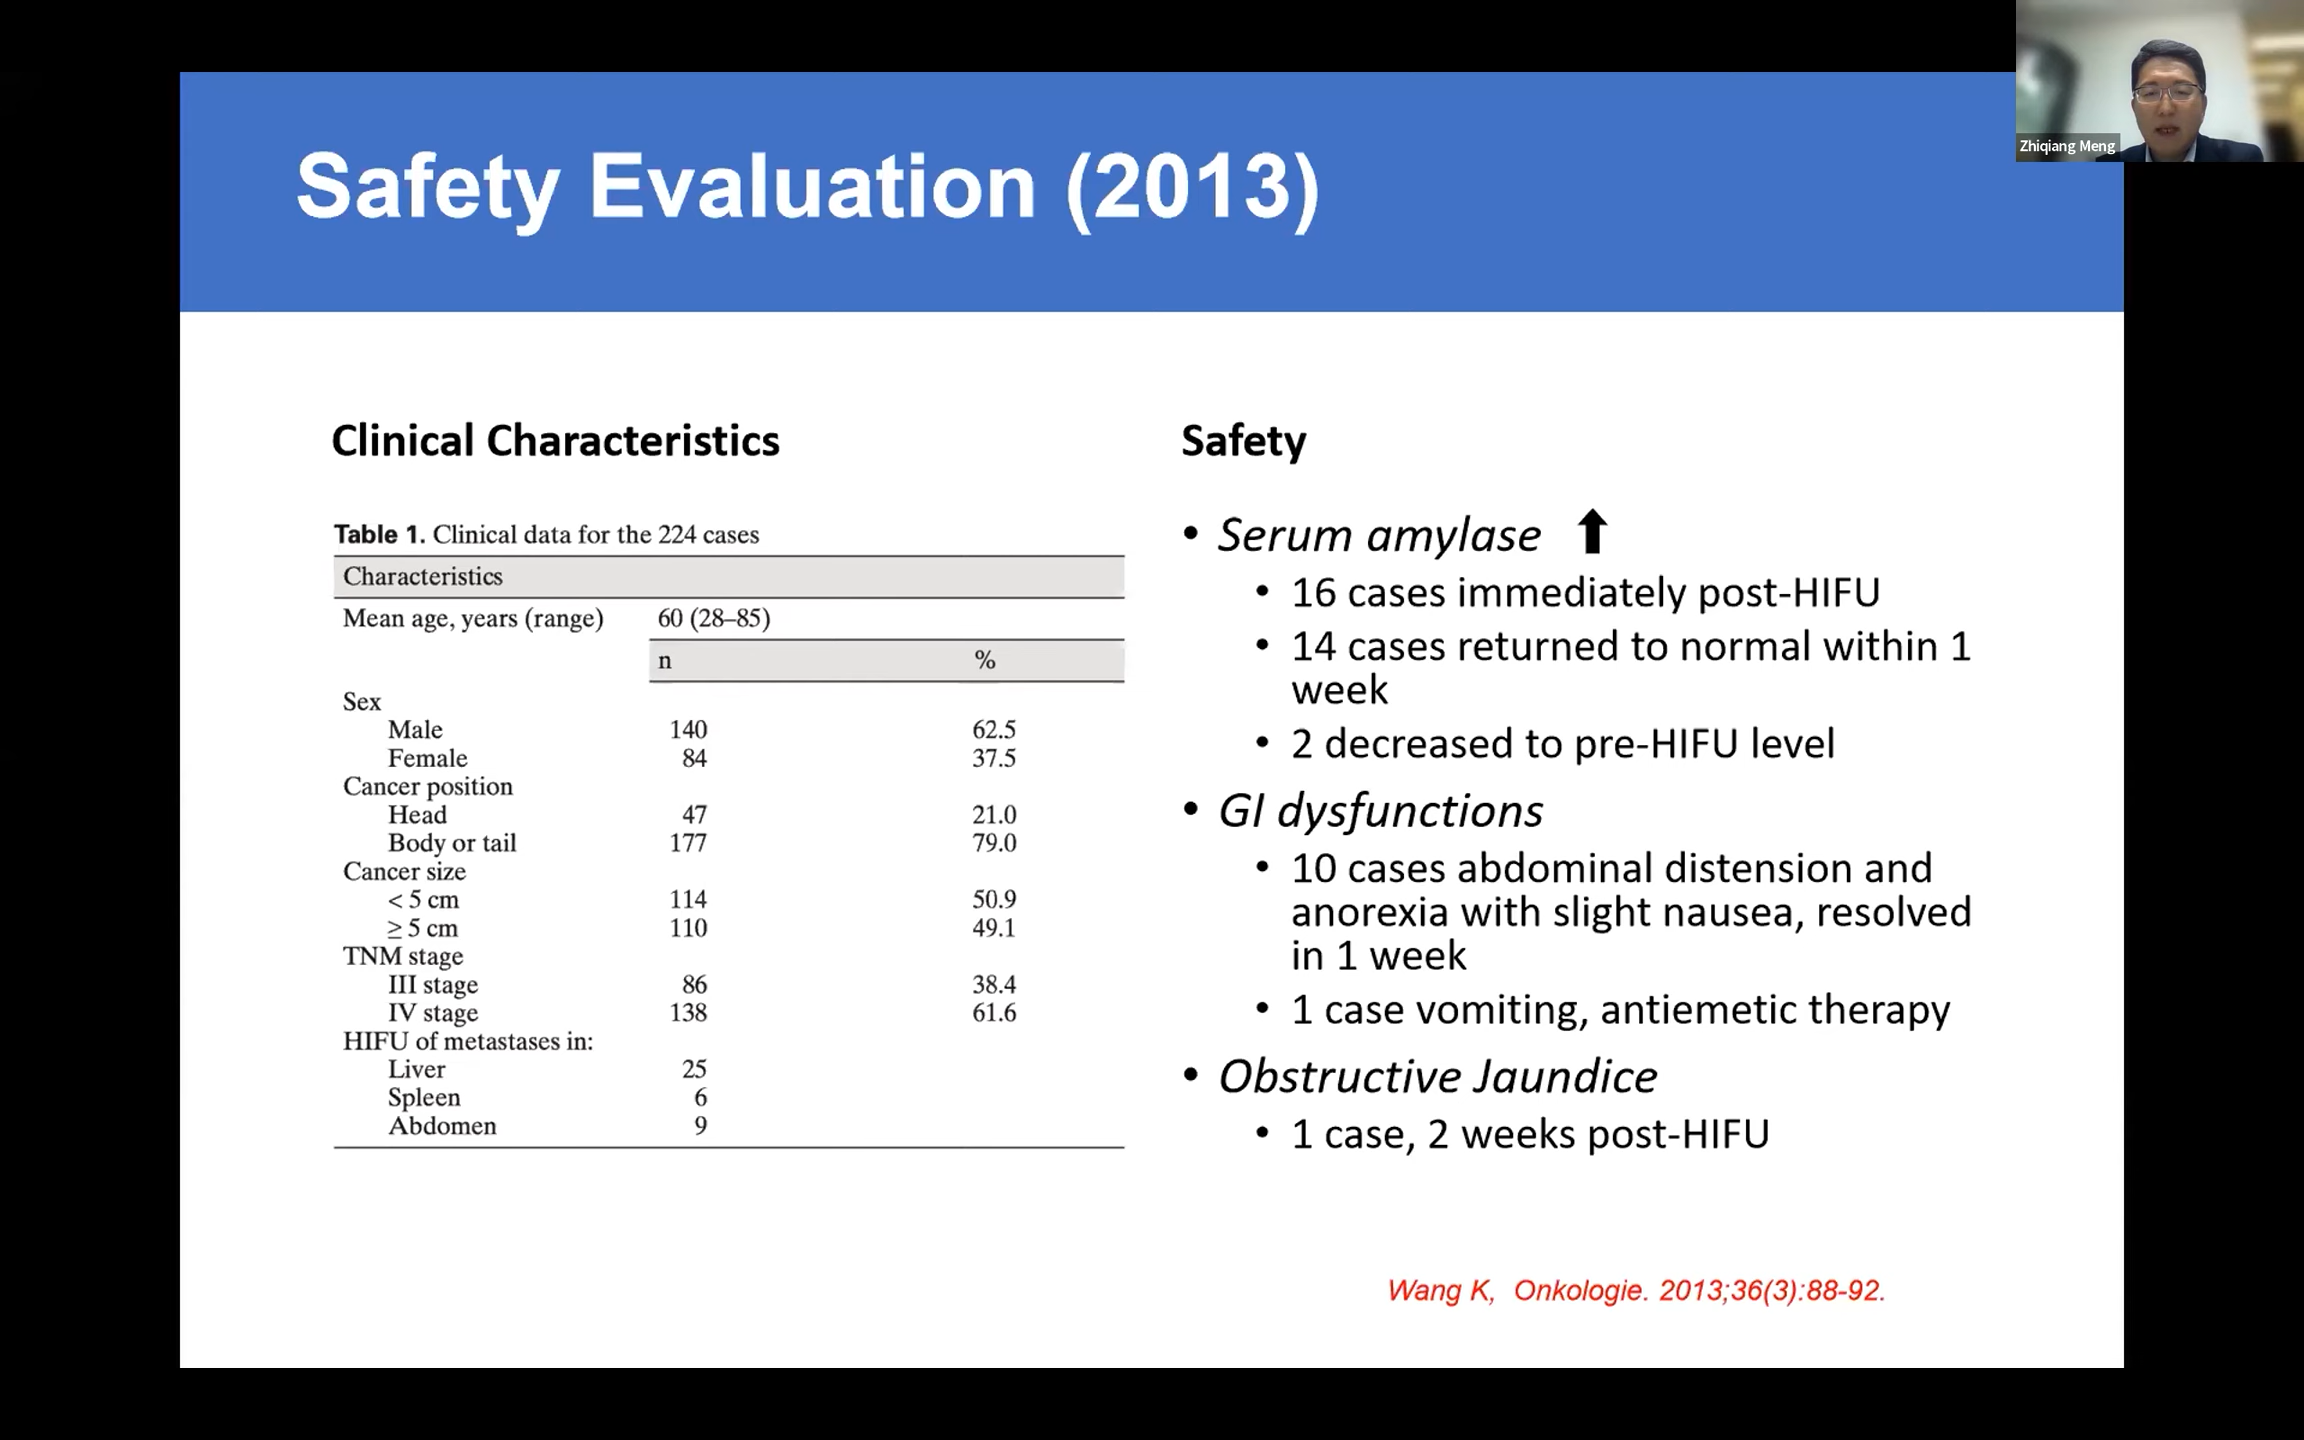 Zhiqiang Meng
Safety Evaluation (2013)
Clinical Characteristics
Table 1. Clinical data for the 224 cases
Characteristics
Mean age, years (range) 60 (28–85)
n %
Sex
Male 140 62.5
Female 84 37.5
Cancer position
Head 47 21.0
Body or tail 177 79.0
Cancer size
< 5 cm 114 50.9
≥ 5 cm 110 49.1
TNM stage
III stage 86 38.4
IV stage 138 61.6
HIFU of metastases in:
Liver 25
Spleen 6
Abdomen 9
Safety
• Serum amylase ⬆
• 16 cases immediately post-HIFU
• 14 cases returned to normal within 1
week
• 2 decreased to pre-HIFU level
• GI dysfunctions
• 10 cases abdominal distension and
anorexia with slight nausea, resolved
in 1 week
• 1 case vomiting, antiemetic therapy
• Obstructive Jaundice
• 1 case, 2 weeks post-HIFU
Wang K, Onkologie. 2013;36(3):88-92.